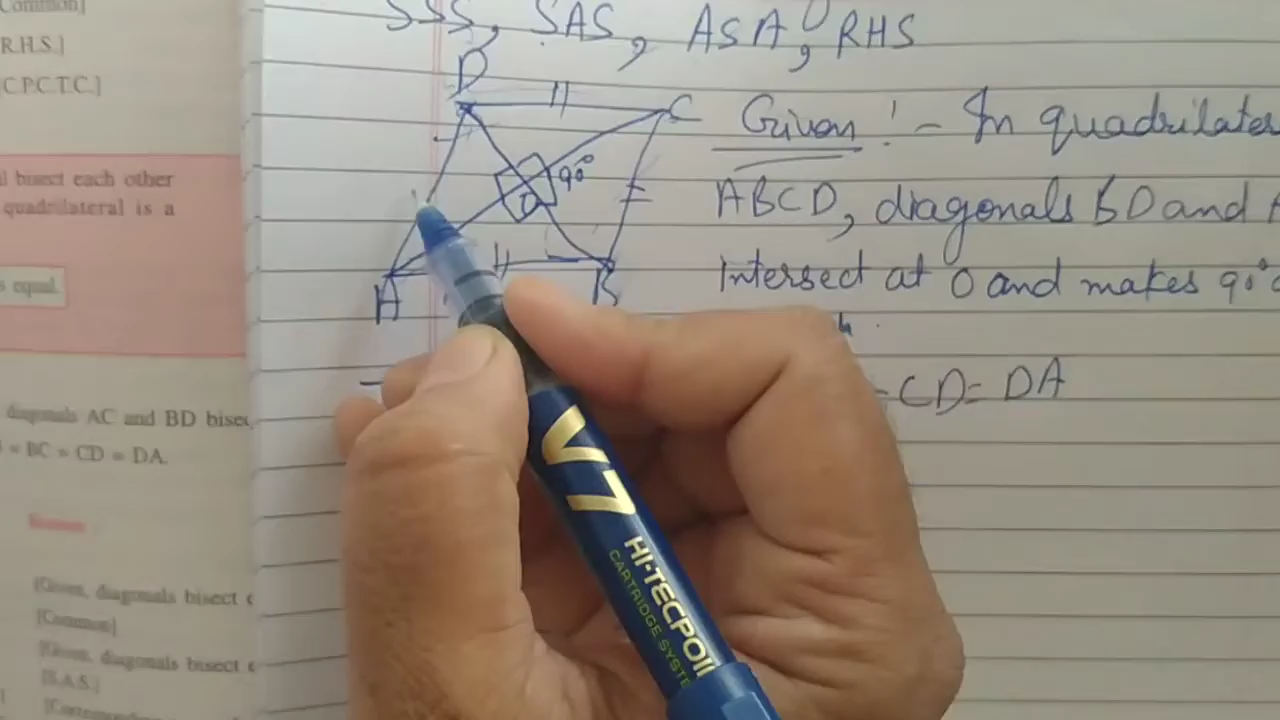 Common]
R.H.S.]
C.P.C.T.C.]
l bisect each other
quadrilateral is a
s equal.
diagonals AC and BD bisec
= BC = CD = DA.
[Given, diagonals bisect e
[Common]
[Given, diagonals bisect e
[S.A.S.]
SSS, SAS, ASA, RHS
D
C
90°
O
A
B
Given :- In quadrilater
ABCD, diagonals BD and A
Intersect at O and makes 90°
CD = DA
V7
HI-TECPOI
CARTRIDGE SYSTE